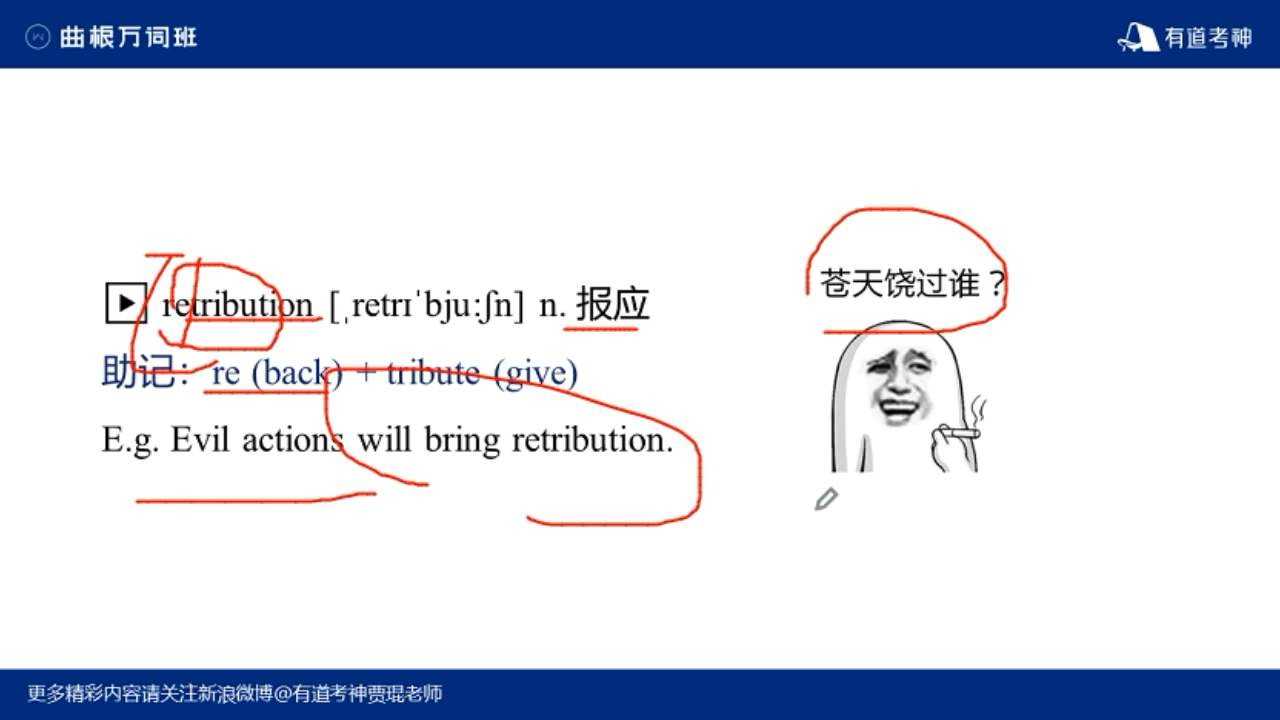 曲根万词班
有道考神
苍天饶过谁？
retribution [ˌretrɪˈbjuːʃn] n. 报应
助记：re (back) + tribute (give)
E.g. Evil actions will bring retribution.
更多精彩内容请关注新浪微博@有道考神贾琨老师